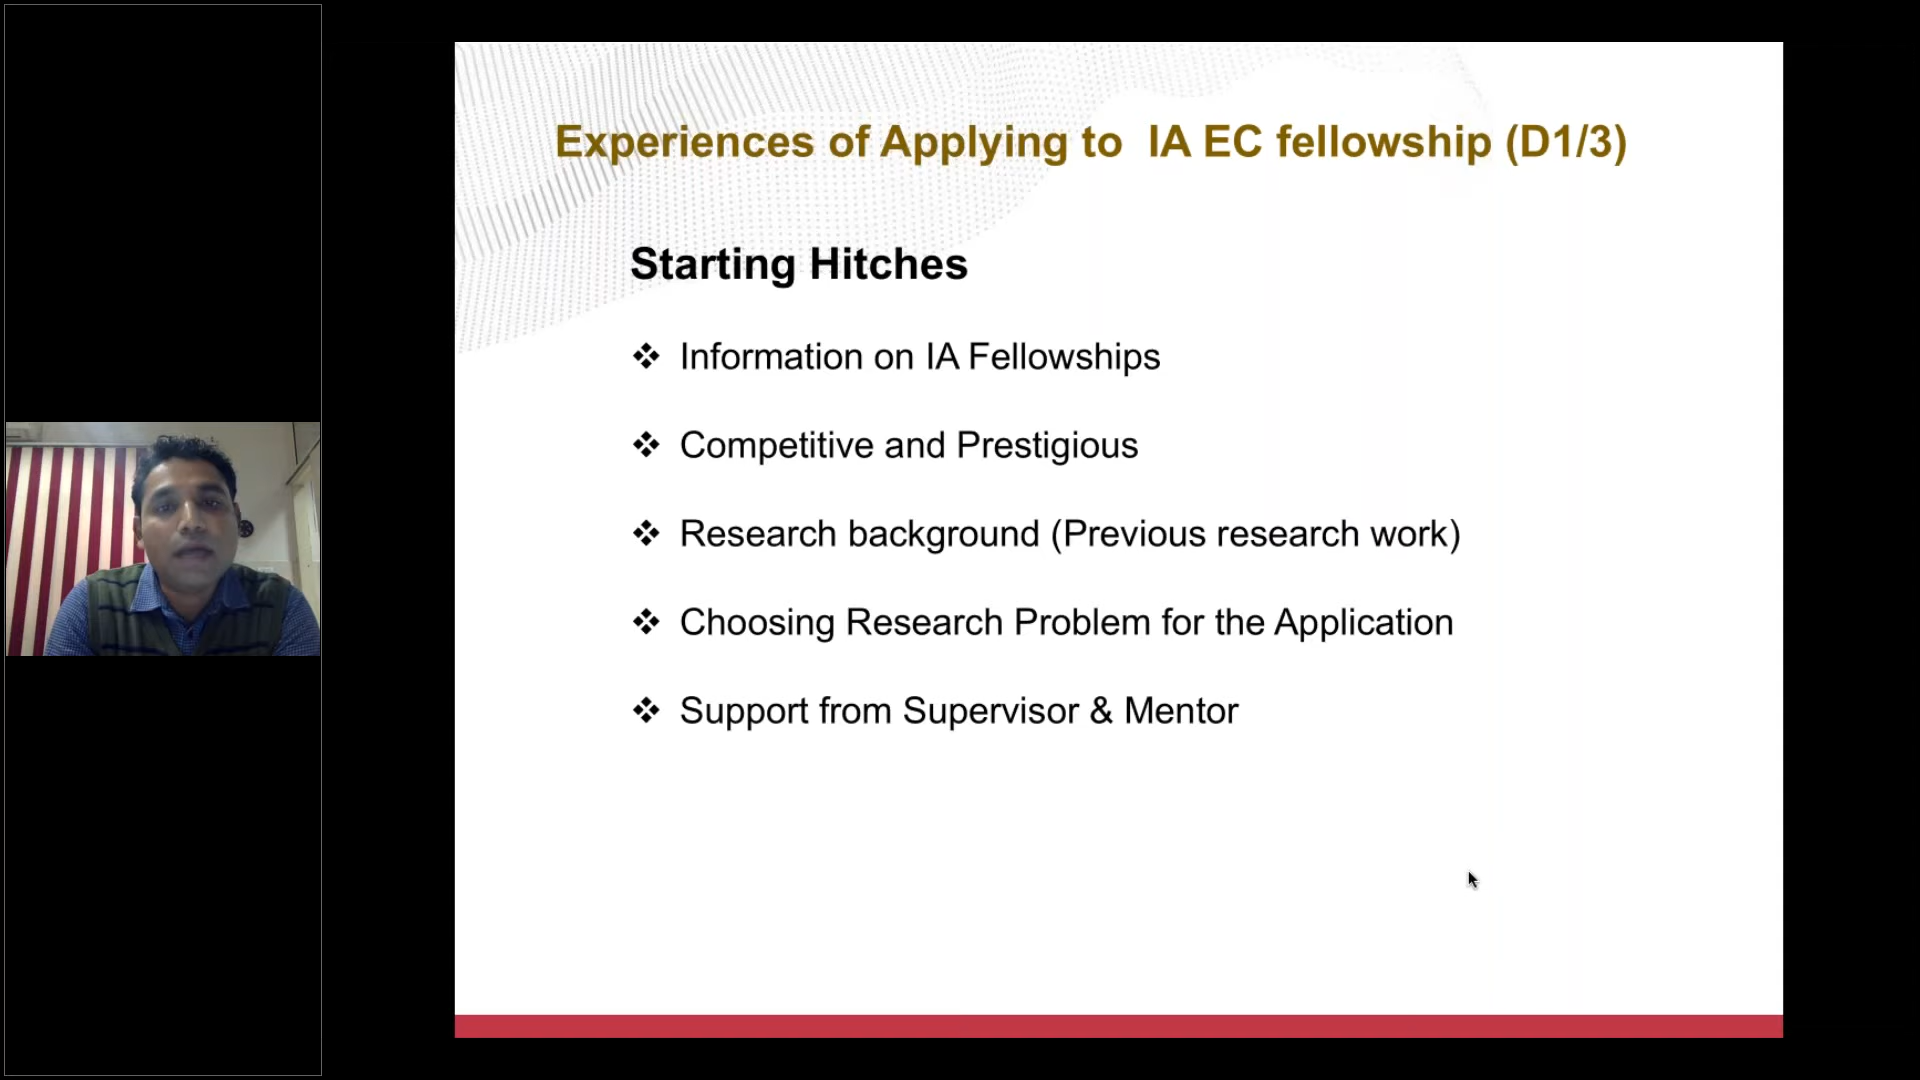 Experiences of Applying to IA EC fellowship (D1/3)
Starting Hitches
❖ Information on IA Fellowships
❖ Competitive and Prestigious
❖ Research background (Previous research work)
❖ Choosing Research Problem for the Application
❖ Support from Supervisor & Mentor